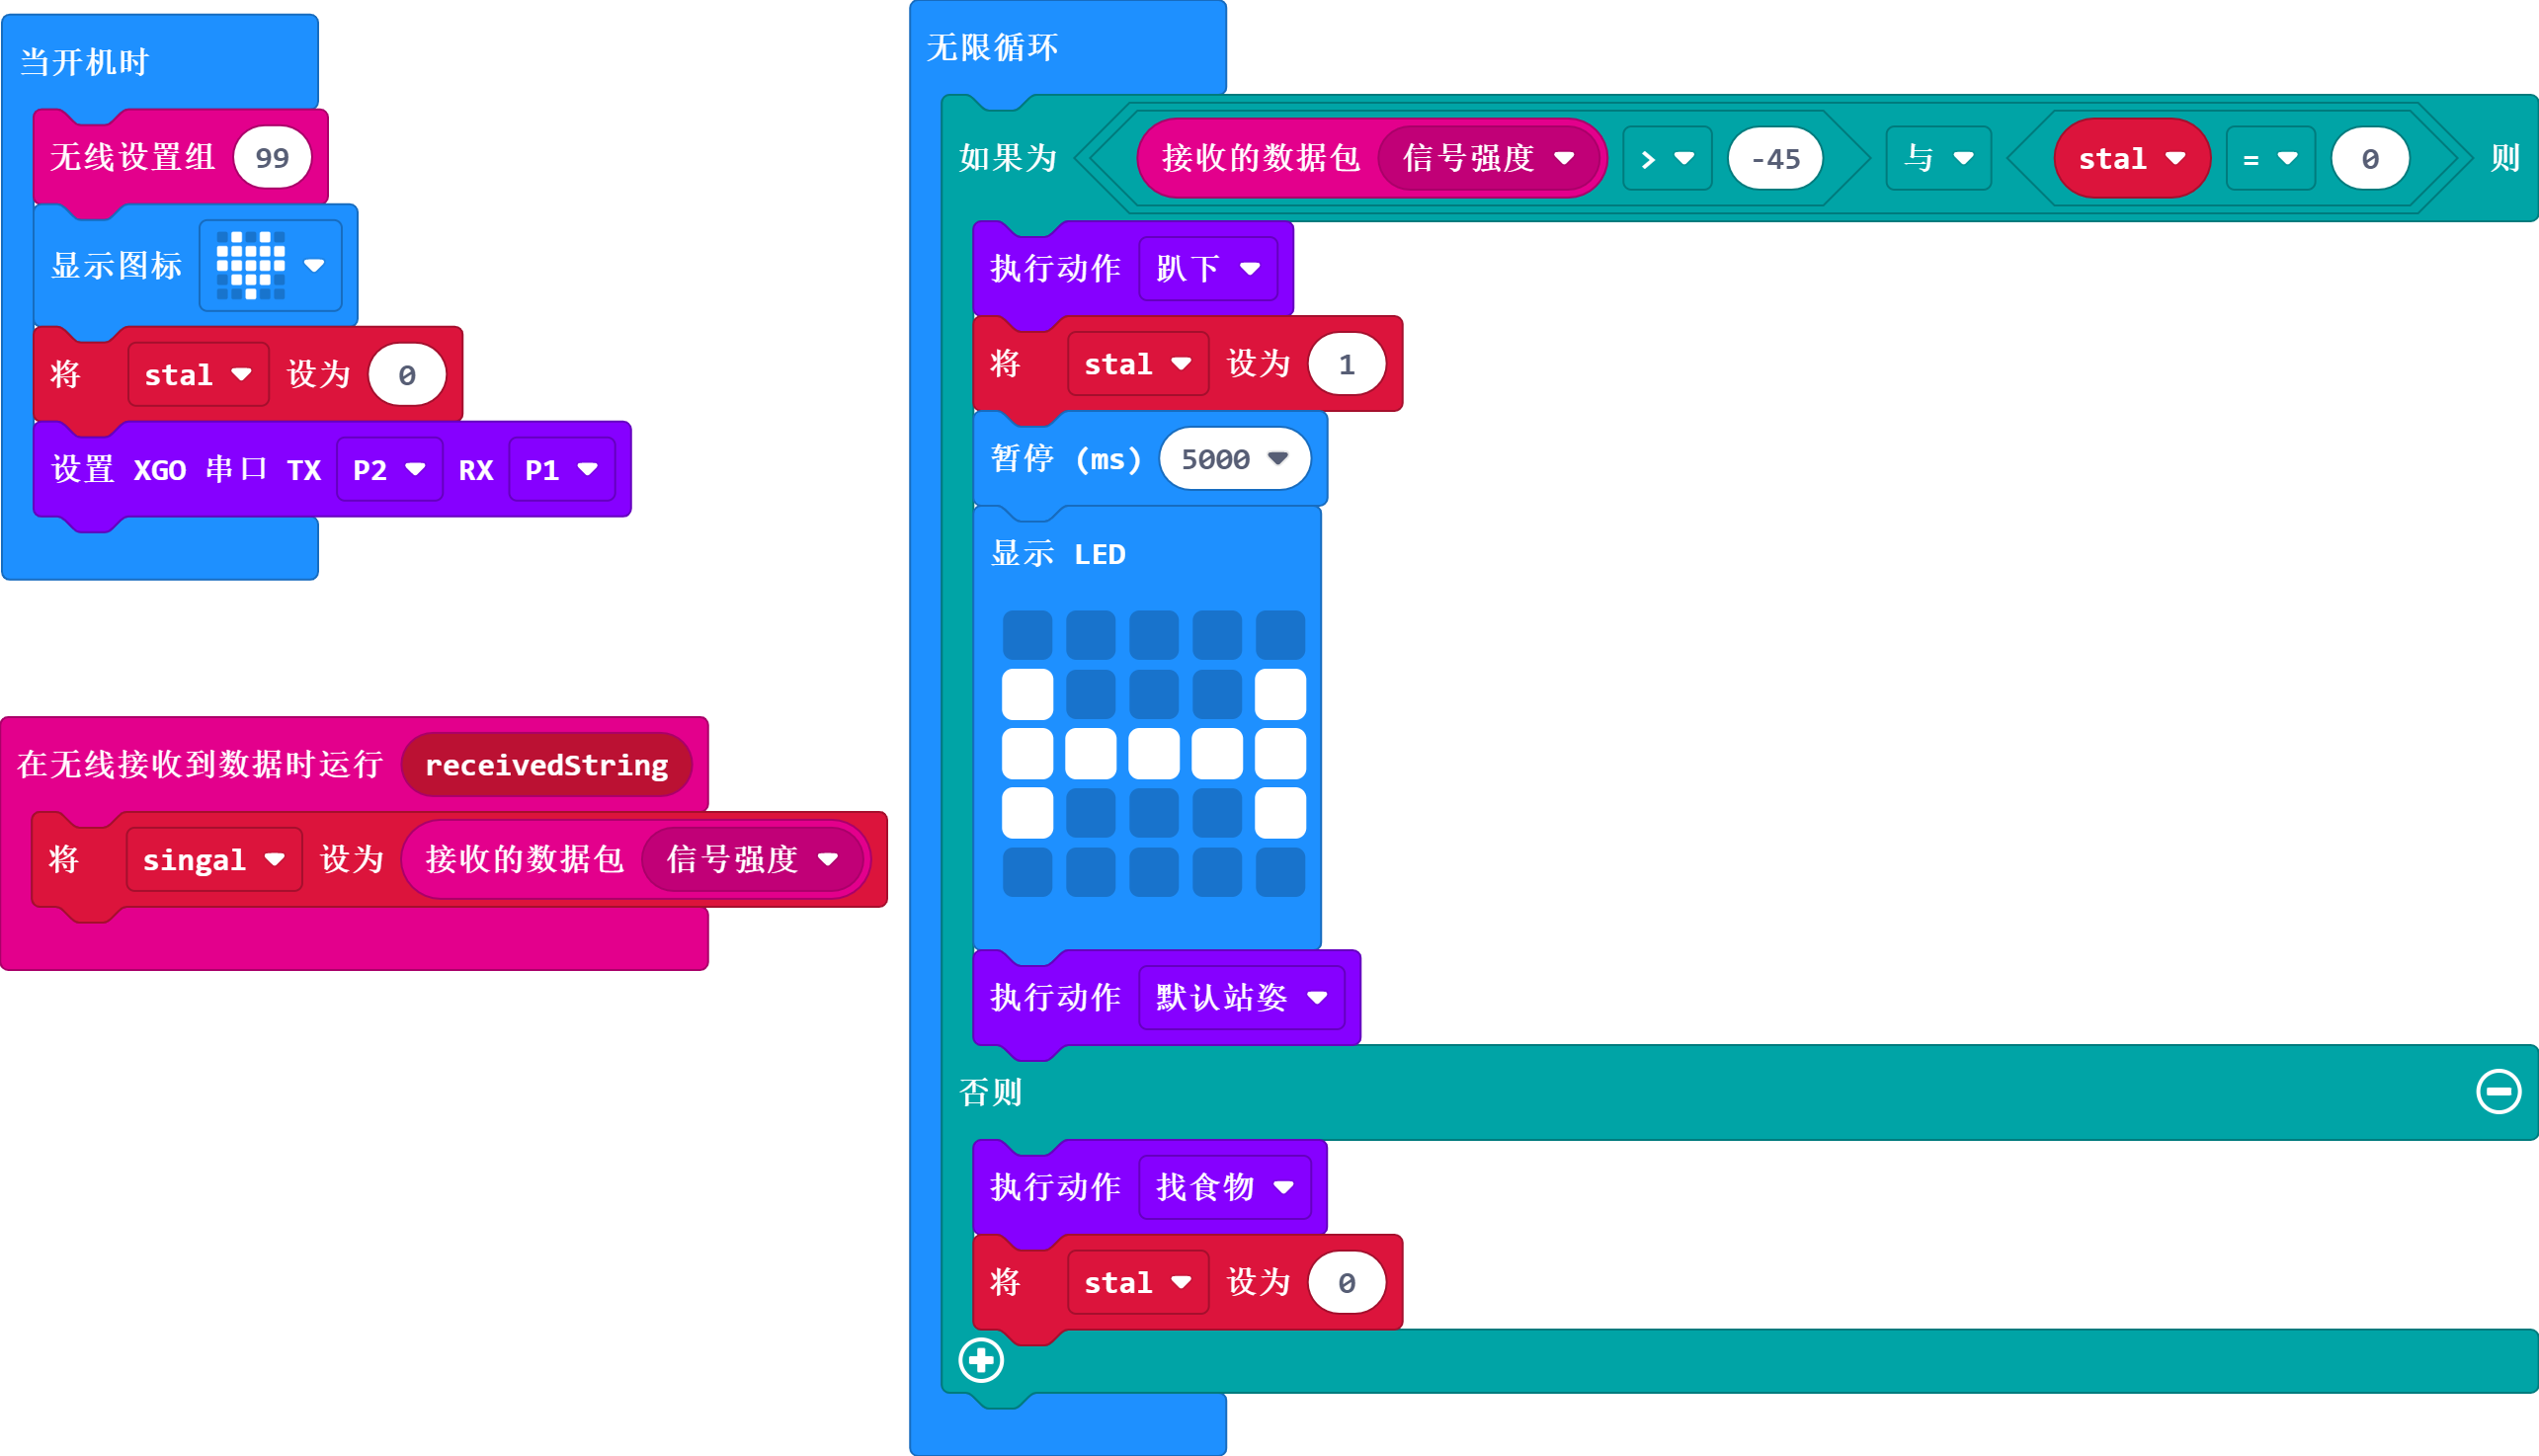 当开机时
无线设置组 99
显示图标
将 stal 设为 0
设置 XGO 串口 TX P2 RX P1
在无线接收到数据时运行 receivedString
将 singal 设为 接收的数据包 信号强度
无限循环
如果为 接收的数据包 信号强度 > -45 与 stal = 0 则
执行动作 趴下
将 stal 设为 1
暂停 (ms) 5000
显示 LED
执行动作 默认站姿
否则
执行动作 找食物
将 stal 设为 0